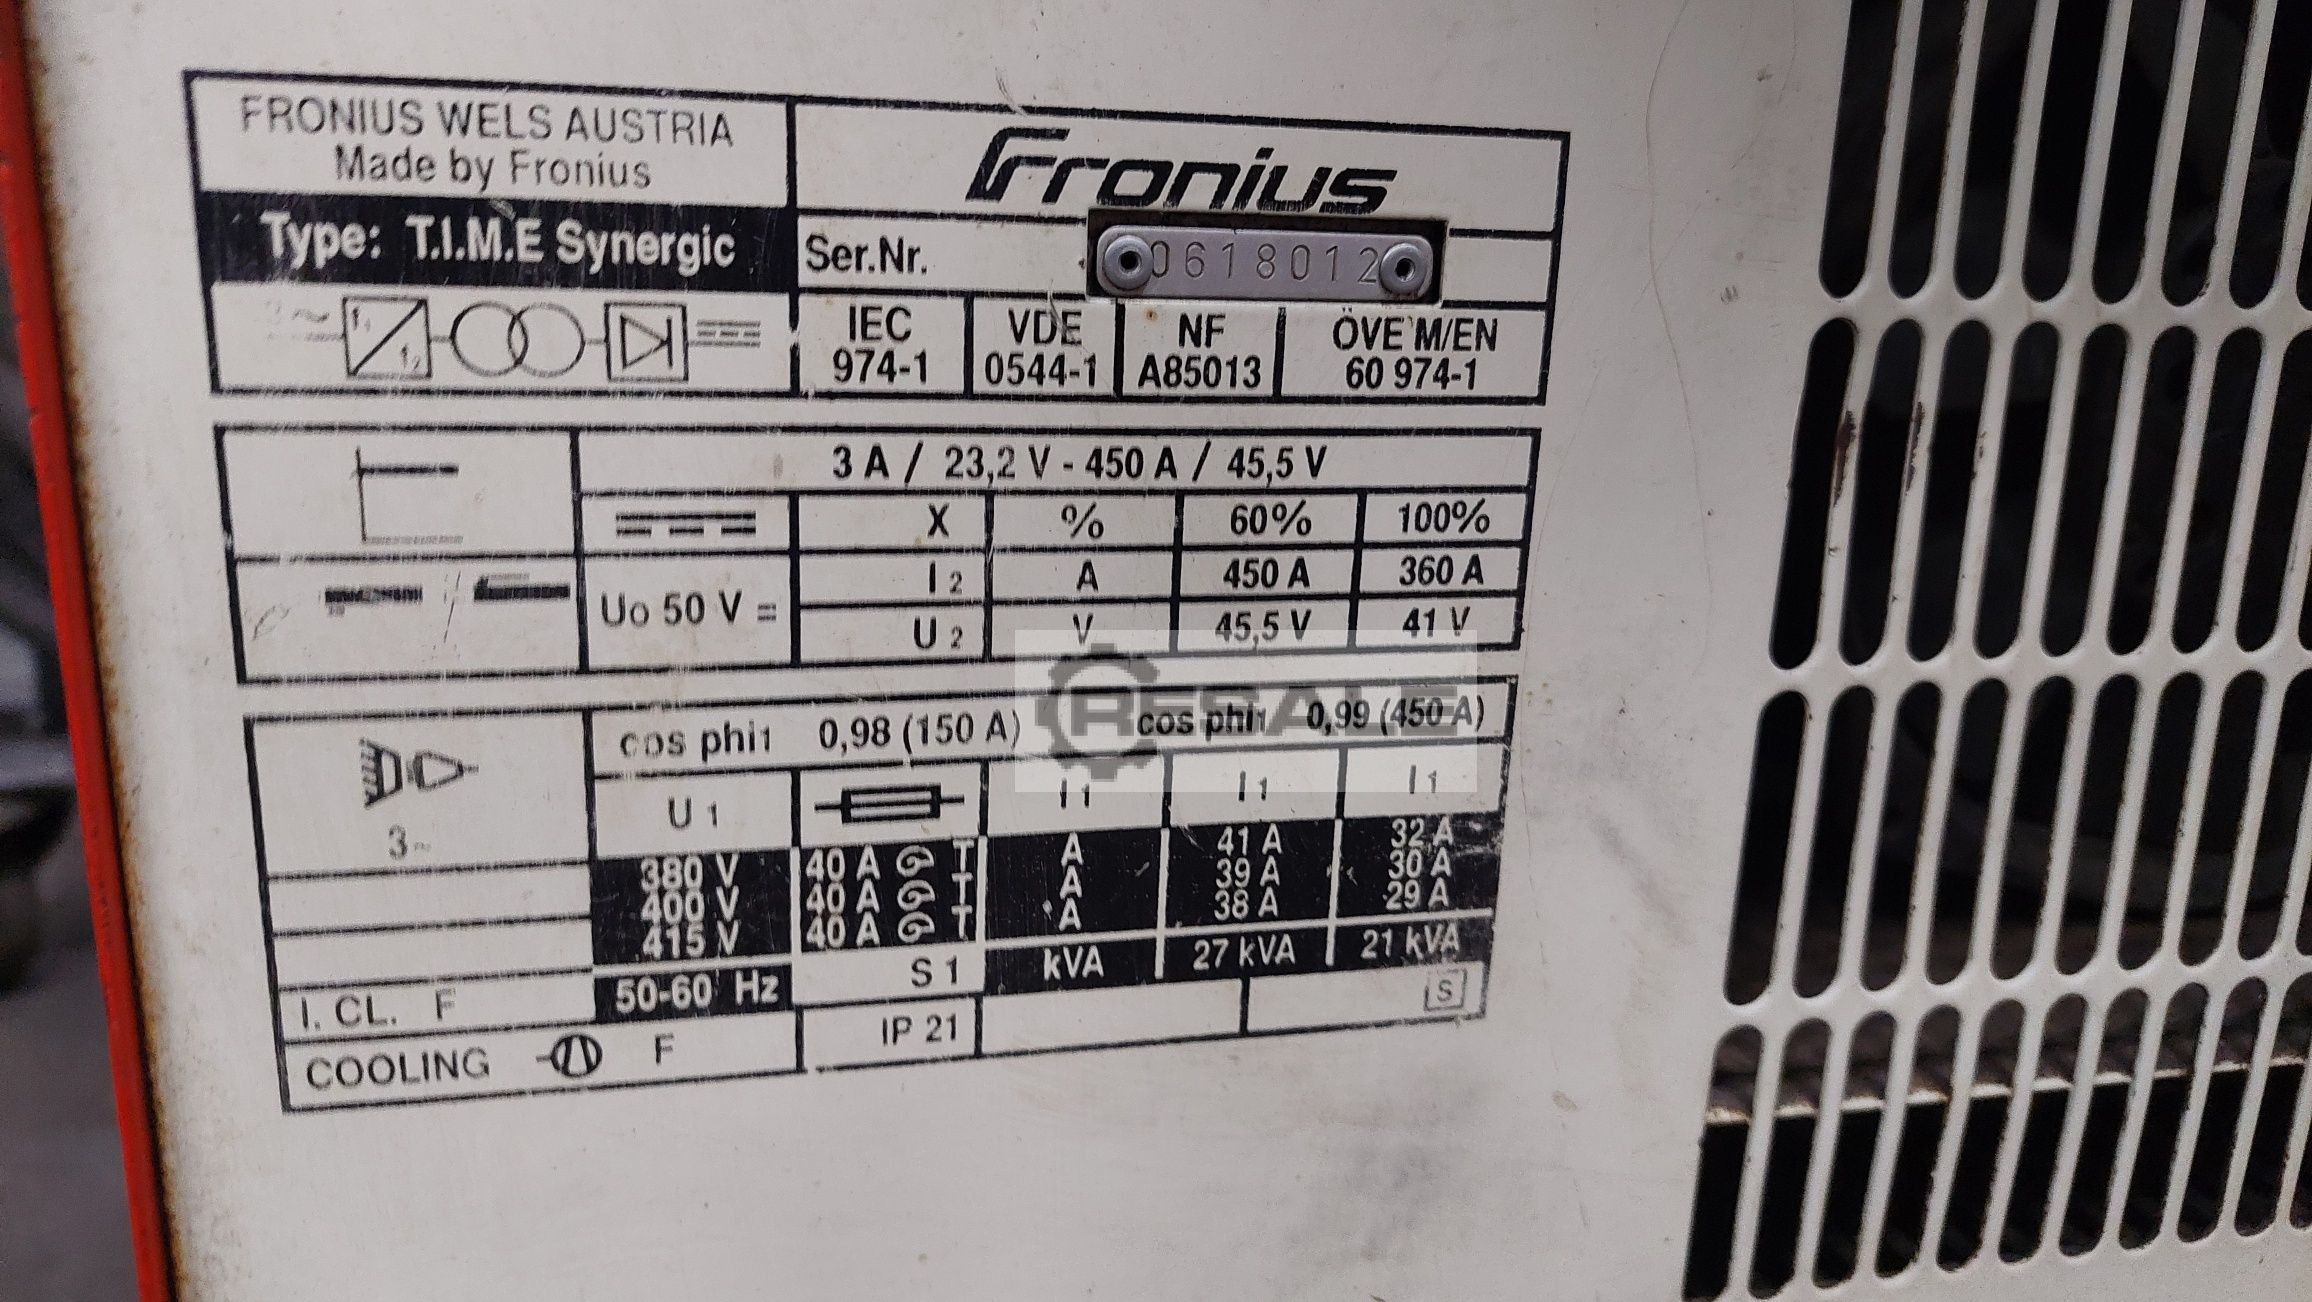 FRONIUS WELS AUSTRIA
Made by Fronius
Fronius
Type: T.I.M.E Synergic
Ser.Nr. 0618012
3~ f1 f2
IEC 974-1
VDE 0544-1
NF A85013
ÖVE M/EN 60 974-1
3 A / 23,2 V - 450 A / 45,5 V
X % 60% 100%
I2 A 450 A 360 A
Uo 50 V =
U2 V 45,5 V 41 V
RESALE
cos phi1 0,98 (150 A) cos phi1 0,99 (450 A)
3~
U1 I1 I1 I1
380 V 40 A T A 41 A 32 A
400 V 40 A T A 39 A 30 A
415 V 40 A T A 38 A 29 A
I. CL. F 50-60 Hz S1 kVA 27 kVA 21 kVA
COOLING F IP 21 S